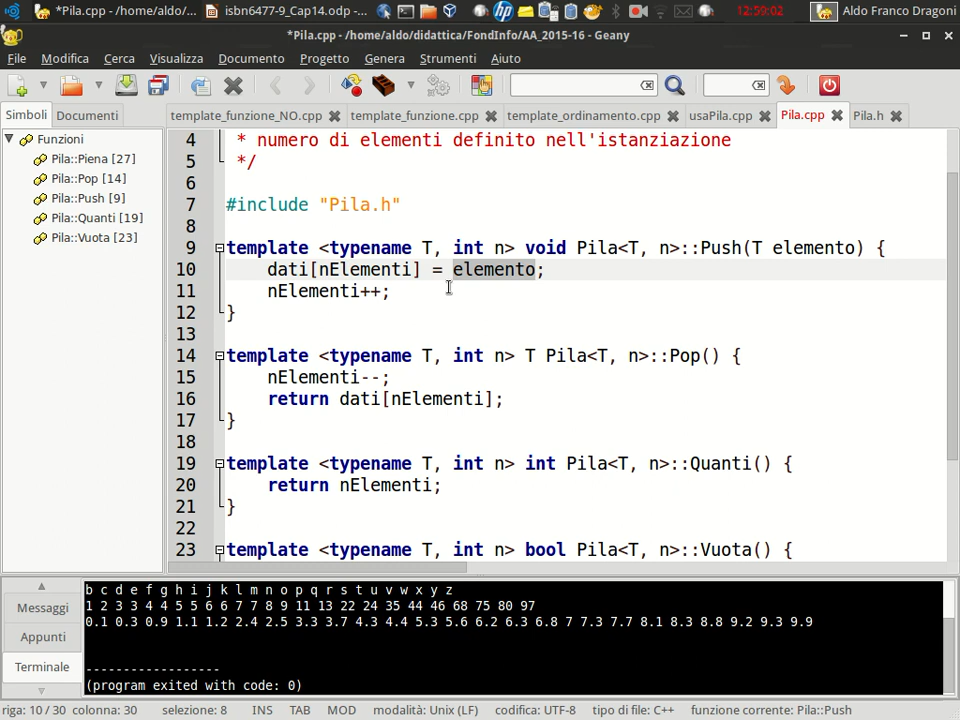 *Pila.cpp - /home/aldo/... isbn6477-9_Cap14.odp -... 12:59:02 Aldo Franco Dragoni
*Pila.cpp - /home/aldo/didattica/FondInfo/AA_2015-16 - Geany
File Modifica Cerca Visualizza Documento Progetto Genera Strumenti Aiuto
Simboli Documenti template_funzione_NO.cpp template_funzione.cpp template_ordinamento.cpp usaPila.cpp Pila.cpp Pila.h
Funzioni
Pila::Piena [27]
Pila::Pop [14]
Pila::Push [9]
Pila::Quanti [19]
Pila::Vuota [23]
4 * numero di elementi definito nell'istanziazione
5 */
6
7 #include "Pila.h"
8
9 template <typename T, int n> void Pila<T, n>::Push(T elemento) {
10 dati[nElementi] = elemento;
11 nElementi++;
12 }
13
14 template <typename T, int n> T Pila<T, n>::Pop() {
15 nElementi--;
16 return dati[nElementi];
17 }
18
19 template <typename T, int n> int Pila<T, n>::Quanti() {
20 return nElementi;
21 }
22
23 template <typename T, int n> bool Pila<T, n>::Vuota() {
Messaggi
Appunti
Terminale
b c d e f g h i j k l m n o p q r s t u v w x y z
1 2 3 3 4 4 5 5 6 6 7 7 8 9 11 13 22 24 35 44 46 68 75 80 97
0.1 0.3 0.9 1.1 1.2 2.4 2.5 3.3 3.7 4.3 4.4 5.3 5.6 6.2 6.3 6.8 7 7.3 7.7 8.1 8.3 8.8 9.2 9.3 9.9
------------------
(program exited with code: 0)
riga: 10 / 30 colonna: 30 selezione: 8 INS TAB MOD modalità: Unix (LF) codifica: UTF-8 tipo di file: C++ funzione corrente: Pila::Push